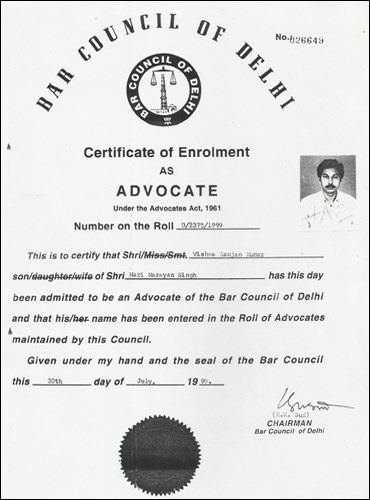 BAR COUNCIL OF DELHI
No. 026649
BAR COUNCIL OF DELHI
Certificate of Enrolment
AS
ADVOCATE
Under the Advocates Act, 1961
Number on the Roll D/2375/1999
This is to certify that Shri/Miss/Smt. Vishwa Ranjan Kumar
son/daughter/wife of Shri Hari Narayan Singh has this day
been admitted to be an Advocate of the Bar Council of Delhi
and that his/her name has been entered in the Roll of Advocates
maintained by this Council.
Given under my hand and the seal of the Bar Council
this 30th day of July, 19 99.
(K.K. Sud)
CHAIRMAN
Bar Council of Delhi